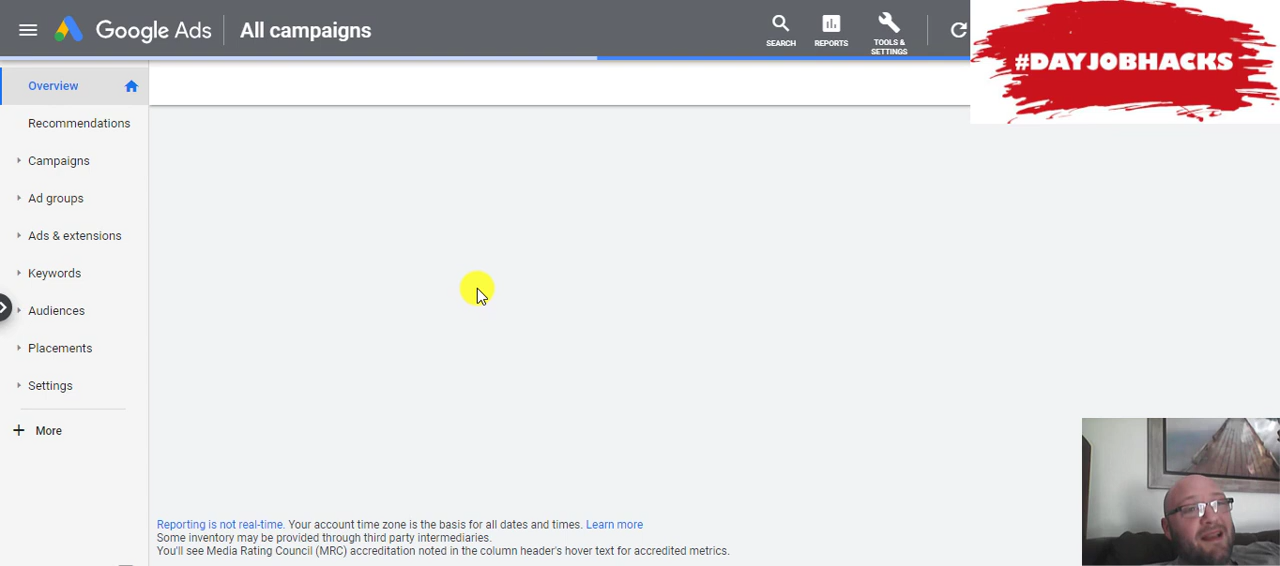 Google Ads
All campaigns
SEARCH
REPORTS
TOOLS & SETTINGS
#DAYJOBHACKS
Overview
Recommendations
Campaigns
Ad groups
Ads & extensions
Keywords
Audiences
Placements
Settings
+ More
Reporting is not real-time. Your account time zone is the basis for all dates and times. Learn more
Some inventory may be provided through third party intermediaries.
You'll see Media Rating Council (MRC) accreditation noted in the column header's hover text for accredited metrics.